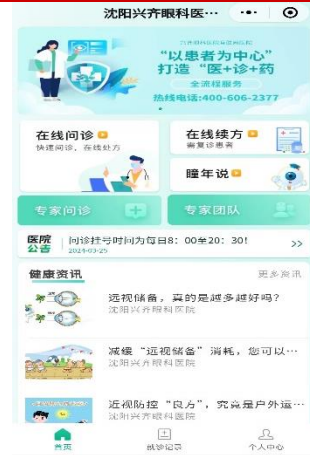 沈阳兴齐眼科医…
“以患者为中心”
打造“医+诊+药
全流程服务
热线电话:400-606-2377
在线问诊
快速问诊,在线处方
在线续方
需复诊患者
瞳年说
专家问诊
专家团队
医院
公告
问诊挂号时间为每日8:00至20:30!
>>
2024-03-25
健康资讯
更多资讯
远视储备,真的是越多越好吗?
沈阳兴齐眼科医院
减缓“远视储备”消耗,您可以…
沈阳兴齐眼科医院
近视防控“良方”,究竟是户外运…
沈阳兴齐眼科医院
首页
就诊记录
个人中心